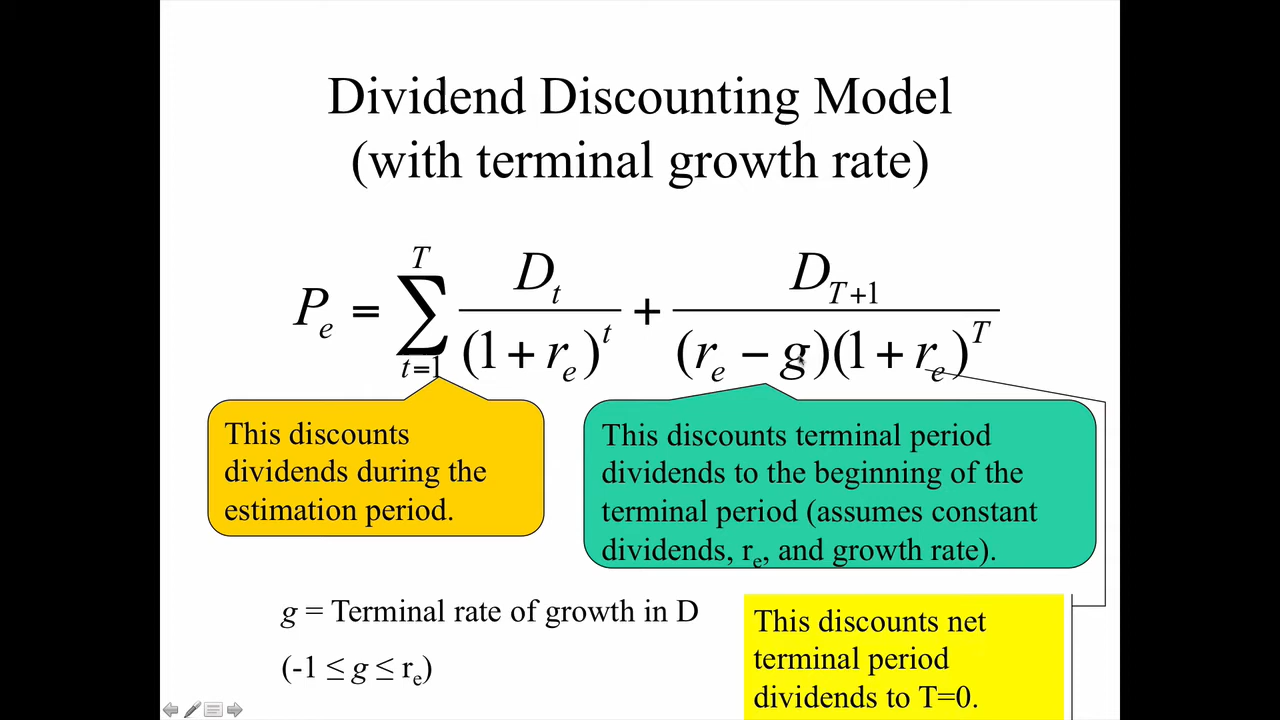 Dividend Discounting Model
(with terminal growth rate)
P_e = \sum_{t=1}^{T} \frac{D_t}{(1+r_e)^t} + \frac{D_{T+1}}{(r_e-g)(1+r_e)^T}
This discounts
dividends during the
estimation period.
This discounts terminal period
dividends to the beginning of the
terminal period (assumes constant
dividends, r_e, and growth rate).
g = Terminal rate of growth in D
(-1 ≤ g ≤ r_e)
This discounts net
terminal period
dividends to T=0.